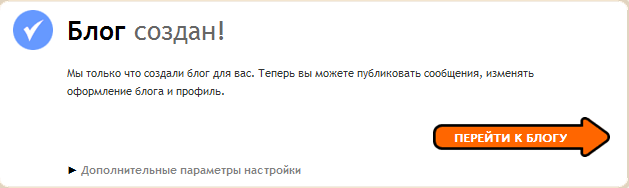 Блог создан!
Мы только что создали блог для вас. Теперь вы можете публиковать сообщения, изменять
оформление блога и профиль.
ПЕРЕЙТИ К БЛОГУ
► Дополнительные параметры настройки